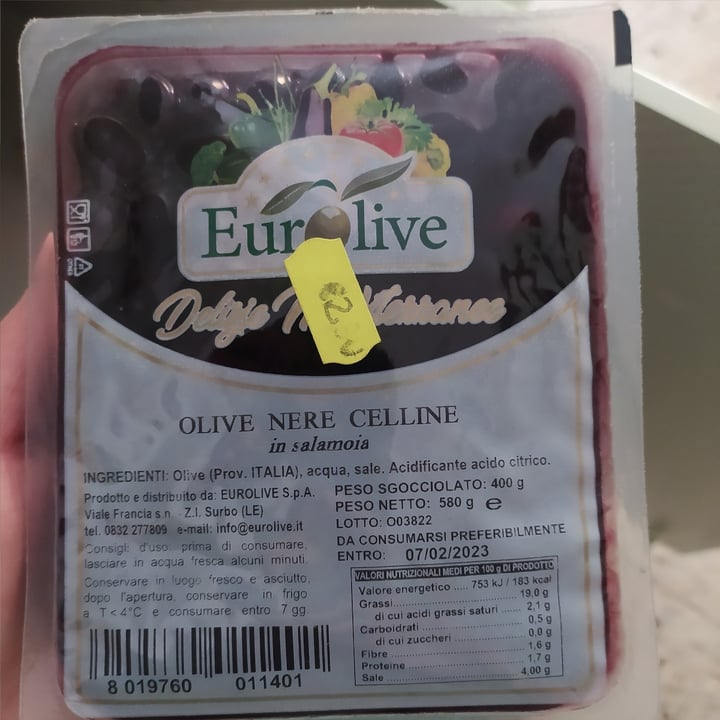 Eurolive
Delizie Mediterranee
OLIVE NERE CELLINE
in salamoia
INGREDIENTI: Olive (Prov. ITALIA), acqua, sale. Acidificante acido citrico.
Prodotto e distribuito da: EUROLIVE S.p.A.
Viale Francia s.n. Z.I. Surbo (LE)
tel. 0832 277809 e-mail: info@eurolive.it
Consigli d'uso: prima di consumare,
lasciare in acqua fresca alcuni minuti.
Conservare in luogo fresco e asciutto,
dopo l'apertura, conservare in frigo
a T < 4°C e consumare entro 7 gg.
8 019760 011401
PESO SGOCCIOLATO: 400 g
PESO NETTO: 580 g e
LOTTO: O03822
DA CONSUMARSI PREFERIBILMENTE
ENTRO: 07/02/2023
VALORI NUTRIZIONALI MEDI PER 100 g DI PRODOTTO
Valore energetico ..... 753 kJ / 183 kcal
Grassi 19,0 g
di cui acidi grassi saturi 2,1 g
Carboidrati 0,5 g
di cui zuccheri 0,0 g
Fibre 1,6 g
Proteine 1,7 g
Sale 4,00 g